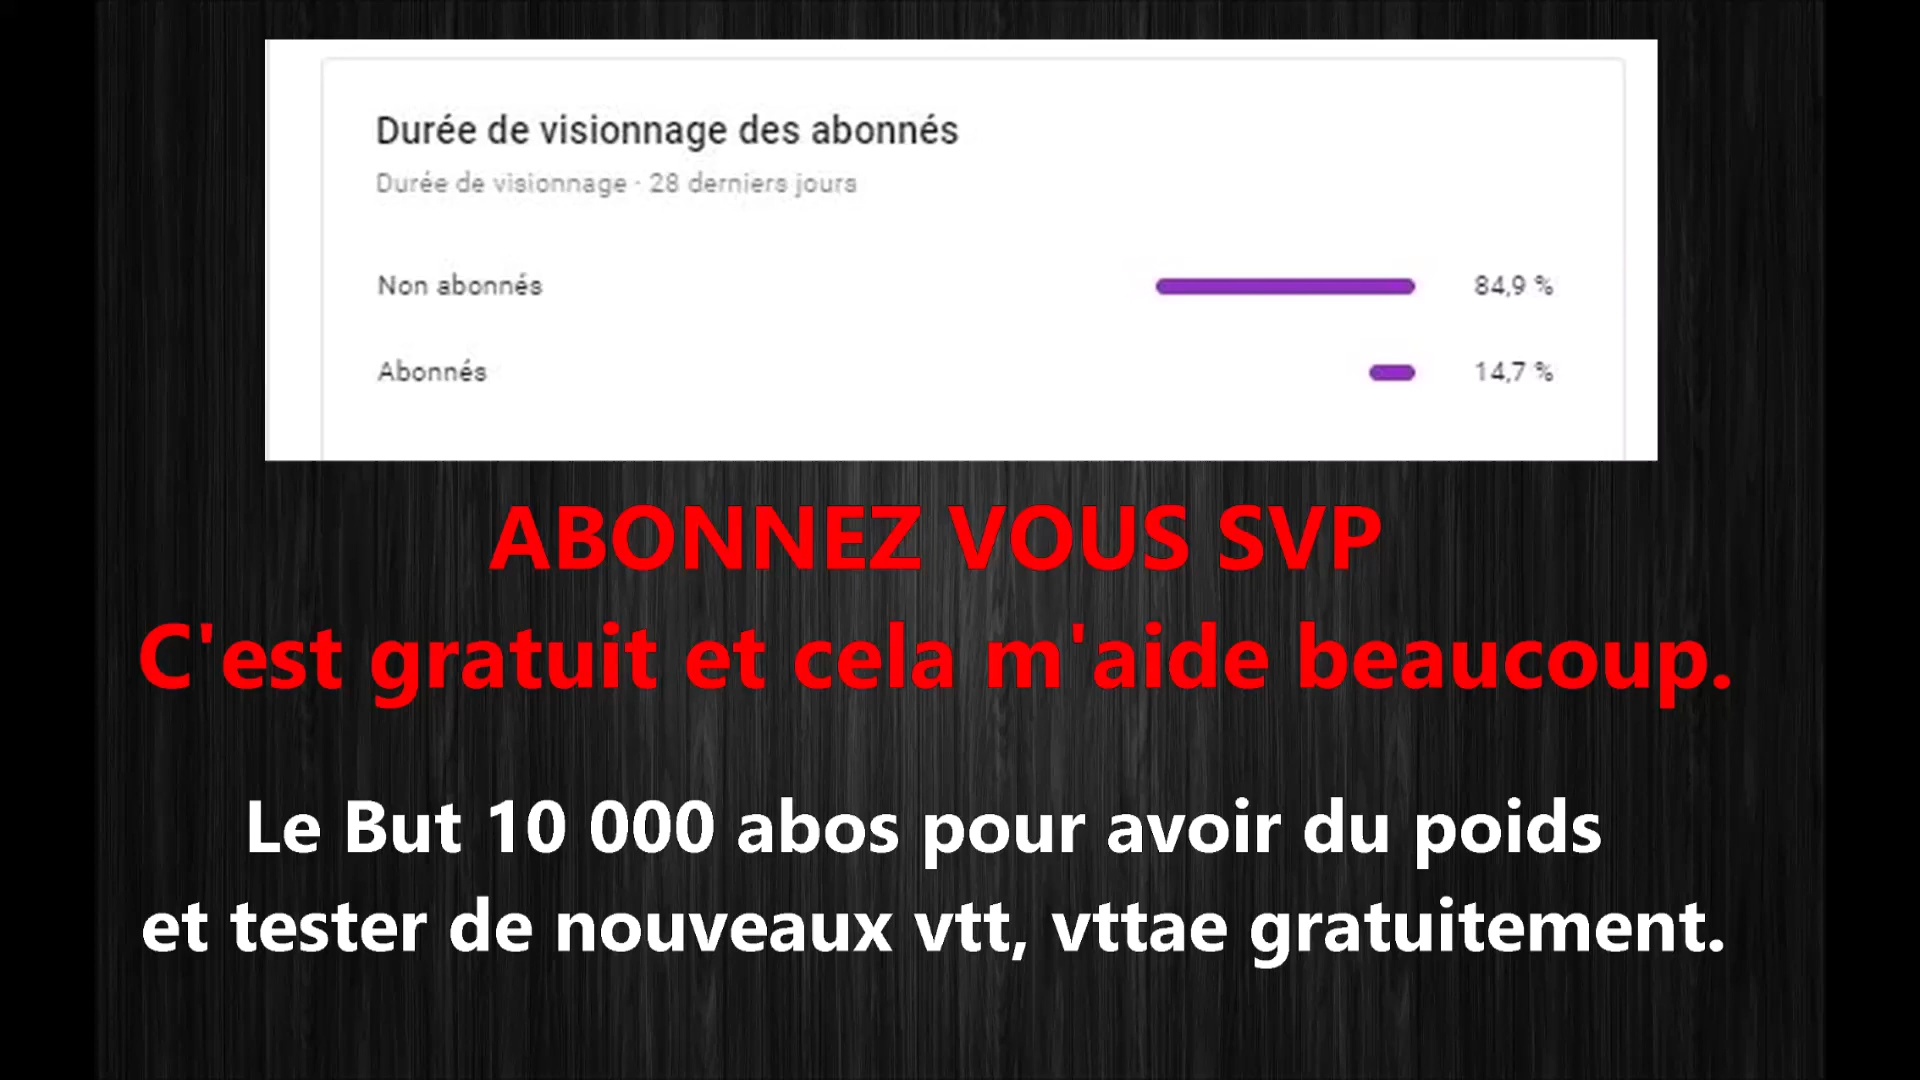 Durée de visionnage des abonnés
Durée de visionnage · 28 derniers jours
Non abonnés 84,9 %
Abonnés 14,7 %
ABONNEZ VOUS SVP
C'est gratuit et cela m'aide beaucoup.
Le But 10 000 abos pour avoir du poids
et tester de nouveaux vtt, vttae gratuitement.